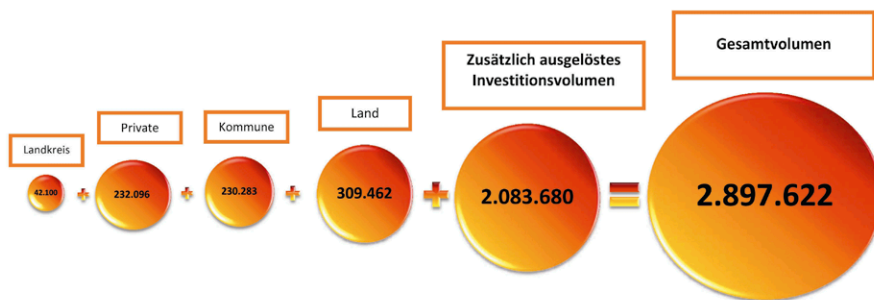 Landkreis
42.100
+
Private
232.096
+
Kommune
230.283
+
Land
309.462
+
Zusätzlich ausgelöstes
Investitionsvolumen
2.083.680
=
Gesamtvolumen
2.897.622